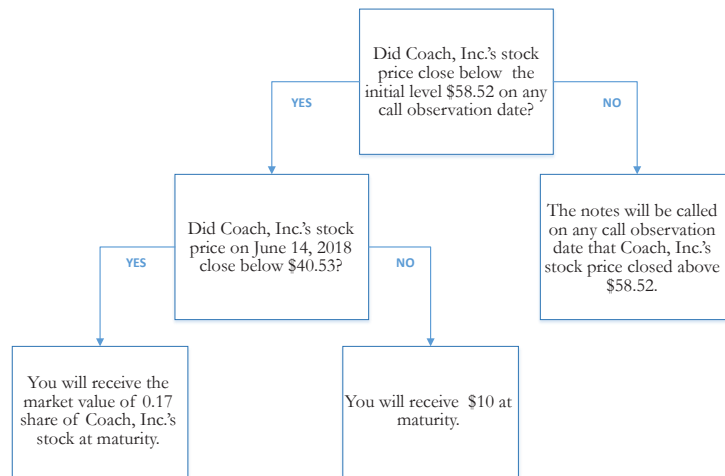 Did Coach, Inc.'s stock
price close below the
initial level $58.52 on any
call observation date?
YES
NO
Did Coach, Inc.'s stock
price on June 14, 2018
close below $40.53?
The notes will be called
on any call observation
date that Coach, Inc.'s
stock price closed above
$58.52.
YES
NO
You will receive the
market value of 0.17
share of Coach, Inc.'s
stock at maturity.
You will receive $10 at
maturity.